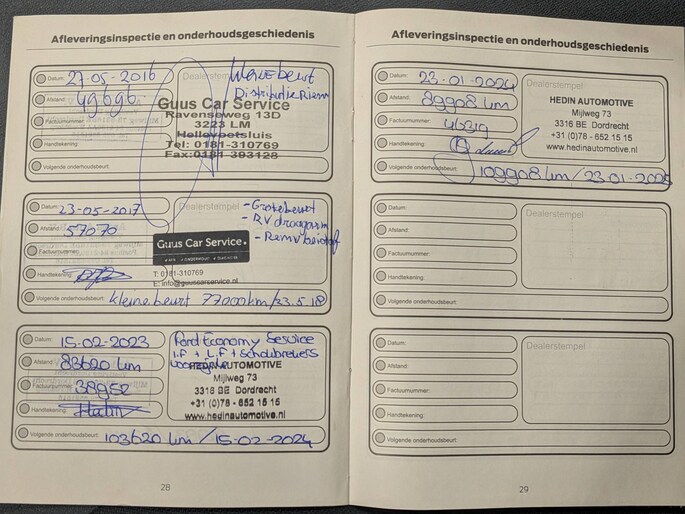 Afleveringsinspectie en onderhoudsgeschiedenis
Datum: 27-05-2016
Afstand: 49696.
Factuurnummer:
Handtekening:
Volgende onderhoudsbeurt:
Dealerstempel
Kleine beurt
Distributie Riem
Guus Car Service
Ravenseweg 13D
3223 LM
Hellevoetsluis
Tel: 0181-310769
Fax:0181-393128
Datum: 23-05-2017
Afstand: 57070
Factuurnummer:
Handtekening:
Volgende onderhoudsbeurt: kleine beurt 77000km/23.5.18
Dealerstempel
- Grote beurt
- RV draagarm
- Remvloeistof
Guus Car Service
T: 0181-310769
E: info@guuscarservice.nl
Datum: 15-02-2023
Afstand: 83620 km
Factuurnummer: 38952
Handtekening:
Volgende onderhoudsbeurt: 103620 km / 15-02-2024
Ford Economy Service
I.F + L.F + Schokbrekers
HEDIN AUTOMOTIVE
Mijlweg 73
3316 BE Dordrecht
+31 (0)78 - 652 15 15
www.hedinautomotive.nl
28
Afleveringsinspectie en onderhoudsgeschiedenis
Datum: 23-01-2024
Afstand: 89908 km
Factuurnummer: 46319
Handtekening:
Volgende onderhoudsbeurt: 109908 km / 23-01-2025
Dealerstempel
HEDIN AUTOMOTIVE
Mijlweg 73
3316 BE Dordrecht
+31 (0)78 - 652 15 15
www.hedinautomotive.nl
Datum:
Afstand:
Factuurnummer:
Handtekening:
Volgende onderhoudsbeurt:
Dealerstempel
Datum:
Afstand:
Factuurnummer:
Handtekening:
Volgende onderhoudsbeurt:
Dealerstempel
29